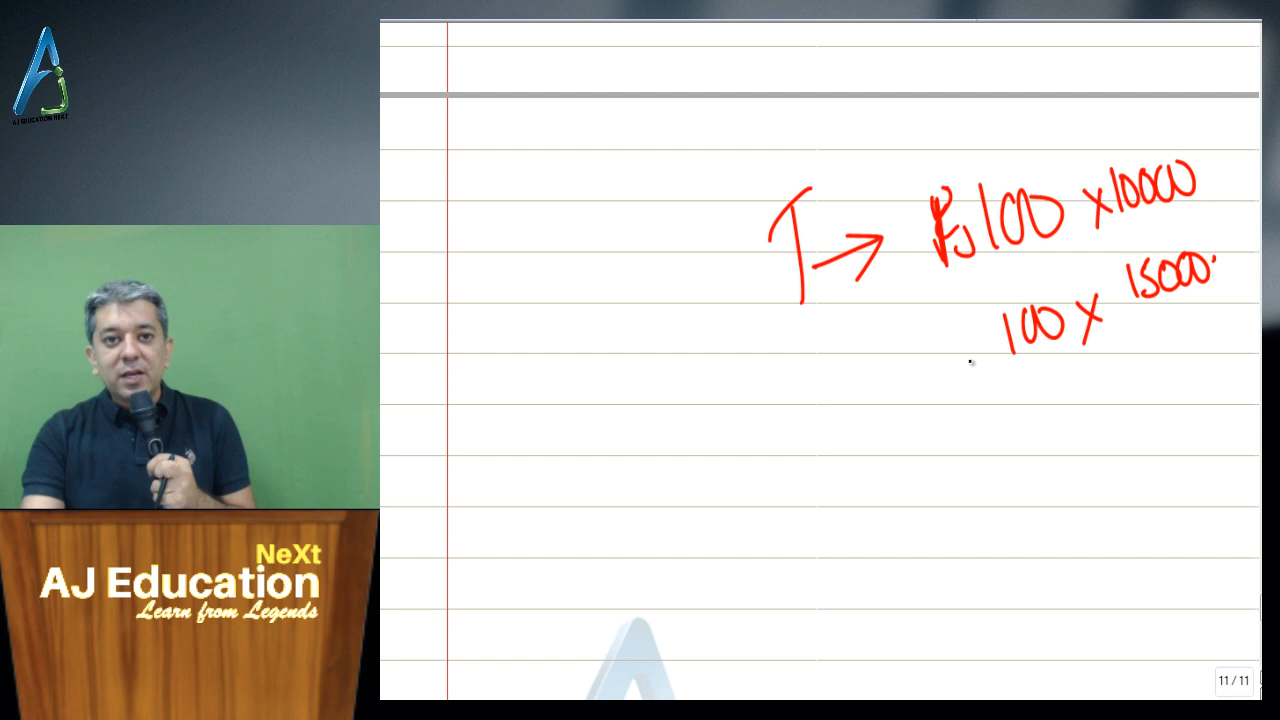 AJ EDUCATION NEXT
I → 100 x 10000
100 x 15000.
NeXt
AJ Education
Learn from Legends
11 / 11